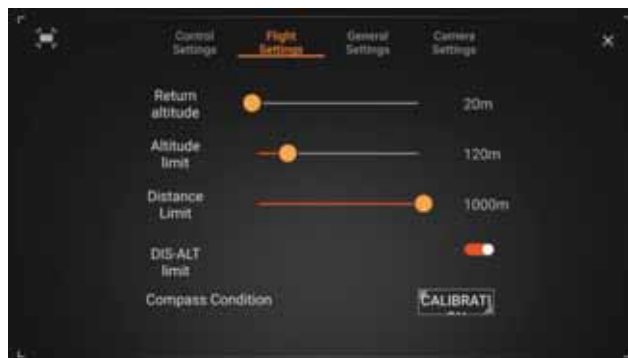 Control
Settings
Flight
Settings
General
Settings
Camera
Settings
Return
altitude
20m
Altitude
limit
120m
Distance
Limit
1000m
DIS-ALT
limit
Compass Condition
CALIBRATI